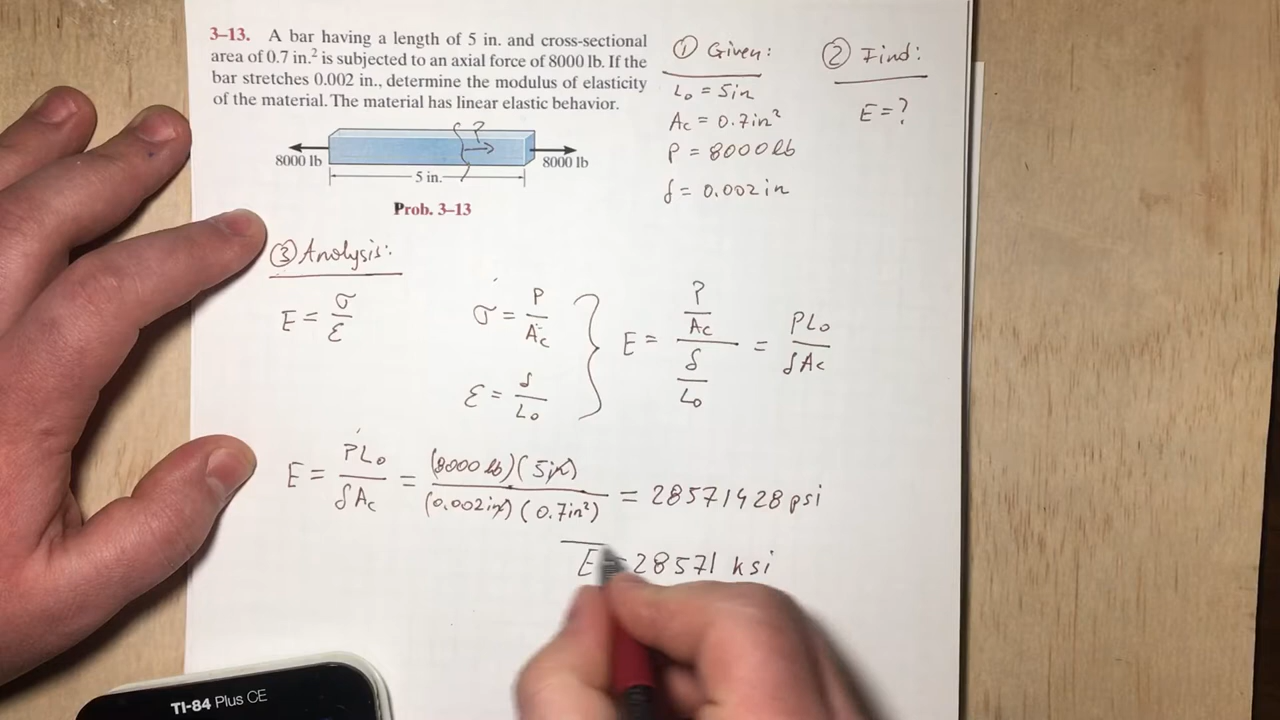 3–13. A bar having a length of 5 in. and cross-sectional
area of 0.7 in.² is subjected to an axial force of 8000 lb. If the
bar stretches 0.002 in., determine the modulus of elasticity
of the material. The material has linear elastic behavior.
P
8000 lb
8000 lb
5 in.
Prob. 3–13
① Given:
L₀ = 5in
Ac = 0.7in²
P = 8000lb
δ = 0.002in
② Find:
E = ?
③ Analysis:
E = σ/ε
σ = P/Ac
ε = δ/L₀
E = (P/Ac)/(δ/L₀) = PL₀/δAc
E = PL₀/δAc = (8000 lb)(5in)/(0.002in)(0.7in²) = 28571428 psi
E = 28571 ksi
TI-84 Plus CE